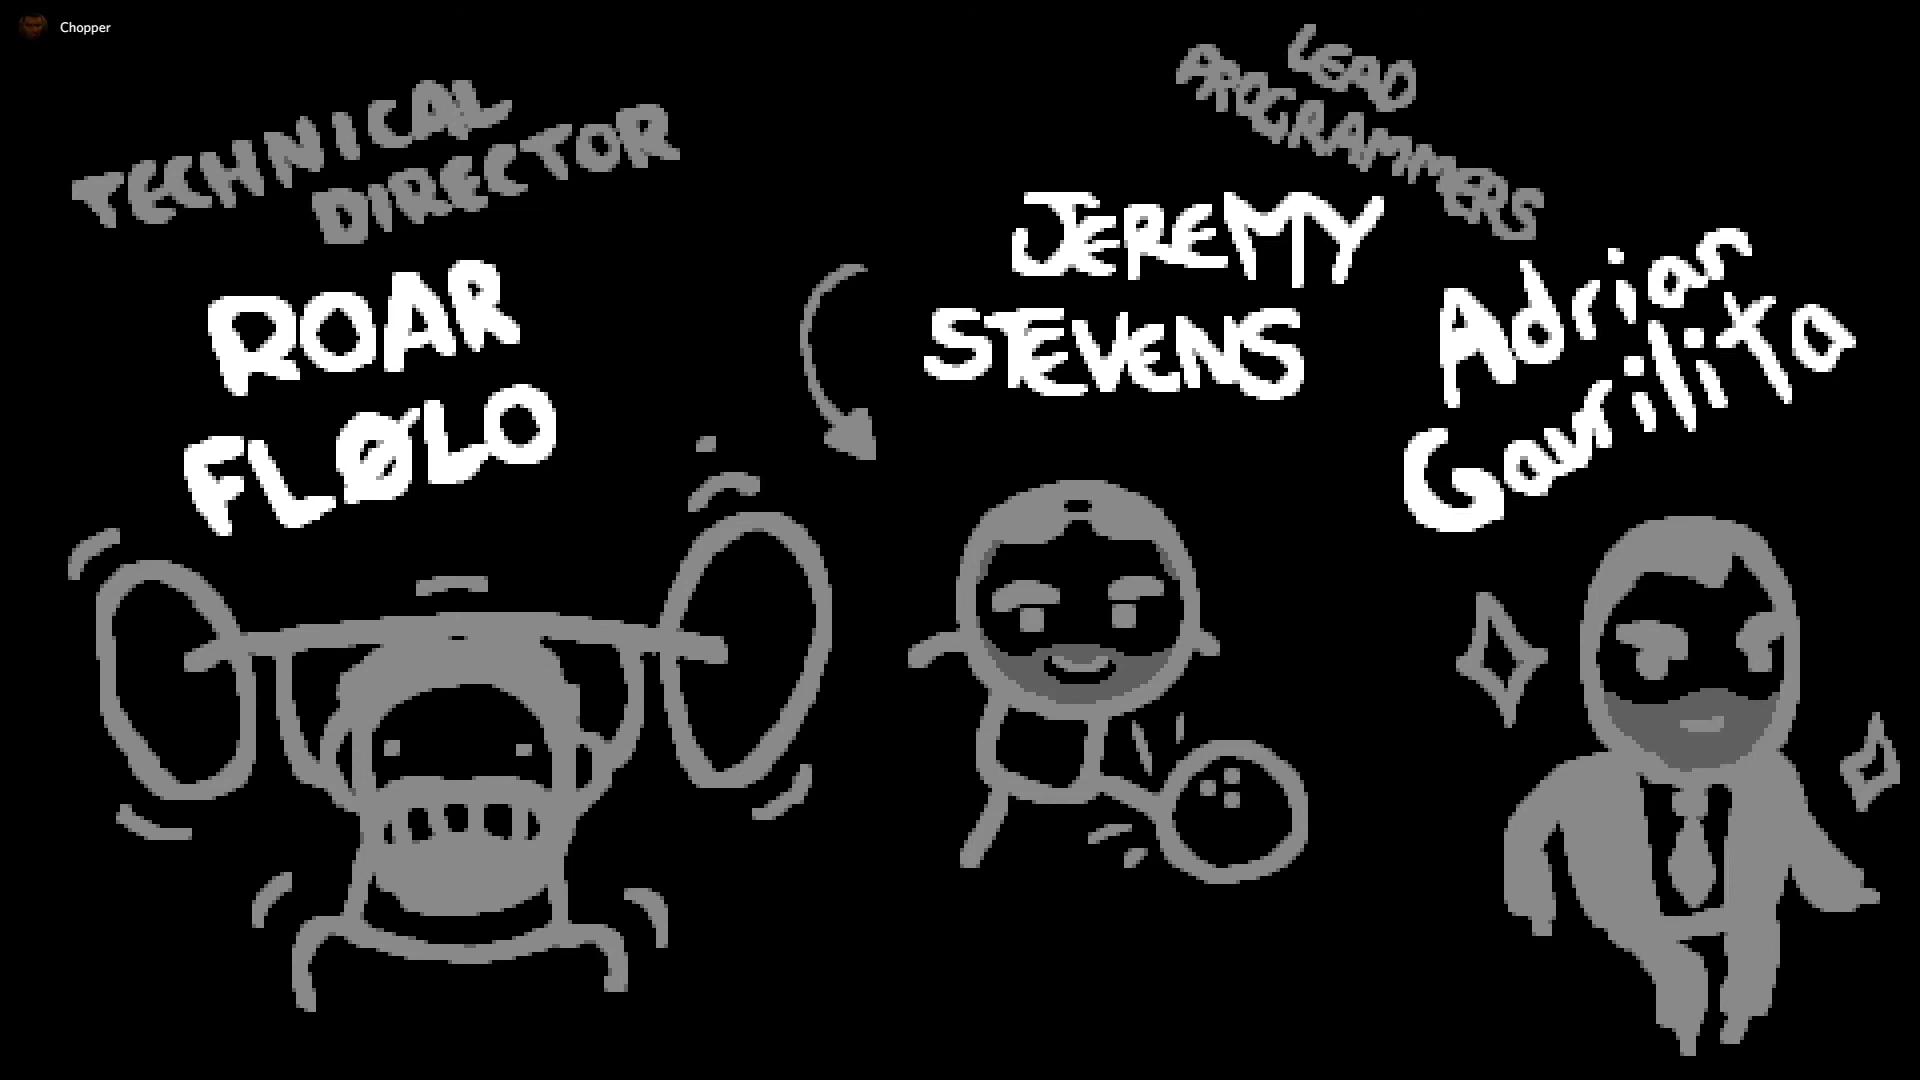 Chopper
TECHNICAL
DIRECTOR
ROAR
FLØLO
LEAD
PROGRAMMERS
JEREMY
STEVENS
Adrian
Gavrilita